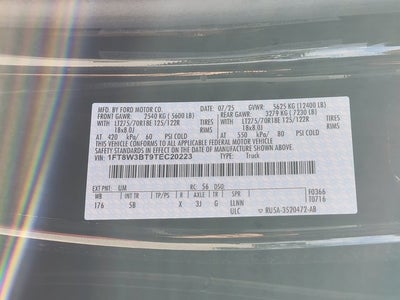 MFD. BY FORD MOTOR CO. DATE: 07/25 GVWR: 5625 KG (12400 LB)
FRONT GAWR: 2540 KG (5600 LB) REAR GAWR: 3279 KG (7230 LB)
WITH LT275/70R18E 125/122R TIRES WITH LT275/70R18E 125/122R TIRES
18x8.0J RIMS 18x8.0J RIMS
AT 420 kPa/ 60 PSI COLD AT 550 kPa/ 80 PSI COLD
THIS VEHICLE CONFORMS TO ALL APPLICABLE FEDERAL MOTOR VEHICLE
SAFETY STANDARDS IN EFFECT ON THE DATE OF MANUFACTURE SHOWN ABOVE.
VIN: 1FT8W3BT9TEC20223 TYPE: Truck
EXT PNT: UM RC: 56 DSO: F0366
WB INT TR TP/PS R AXLE TR SPR T0716
176 SB X 3J G LLNN
ULC RU5A-3520472-AB